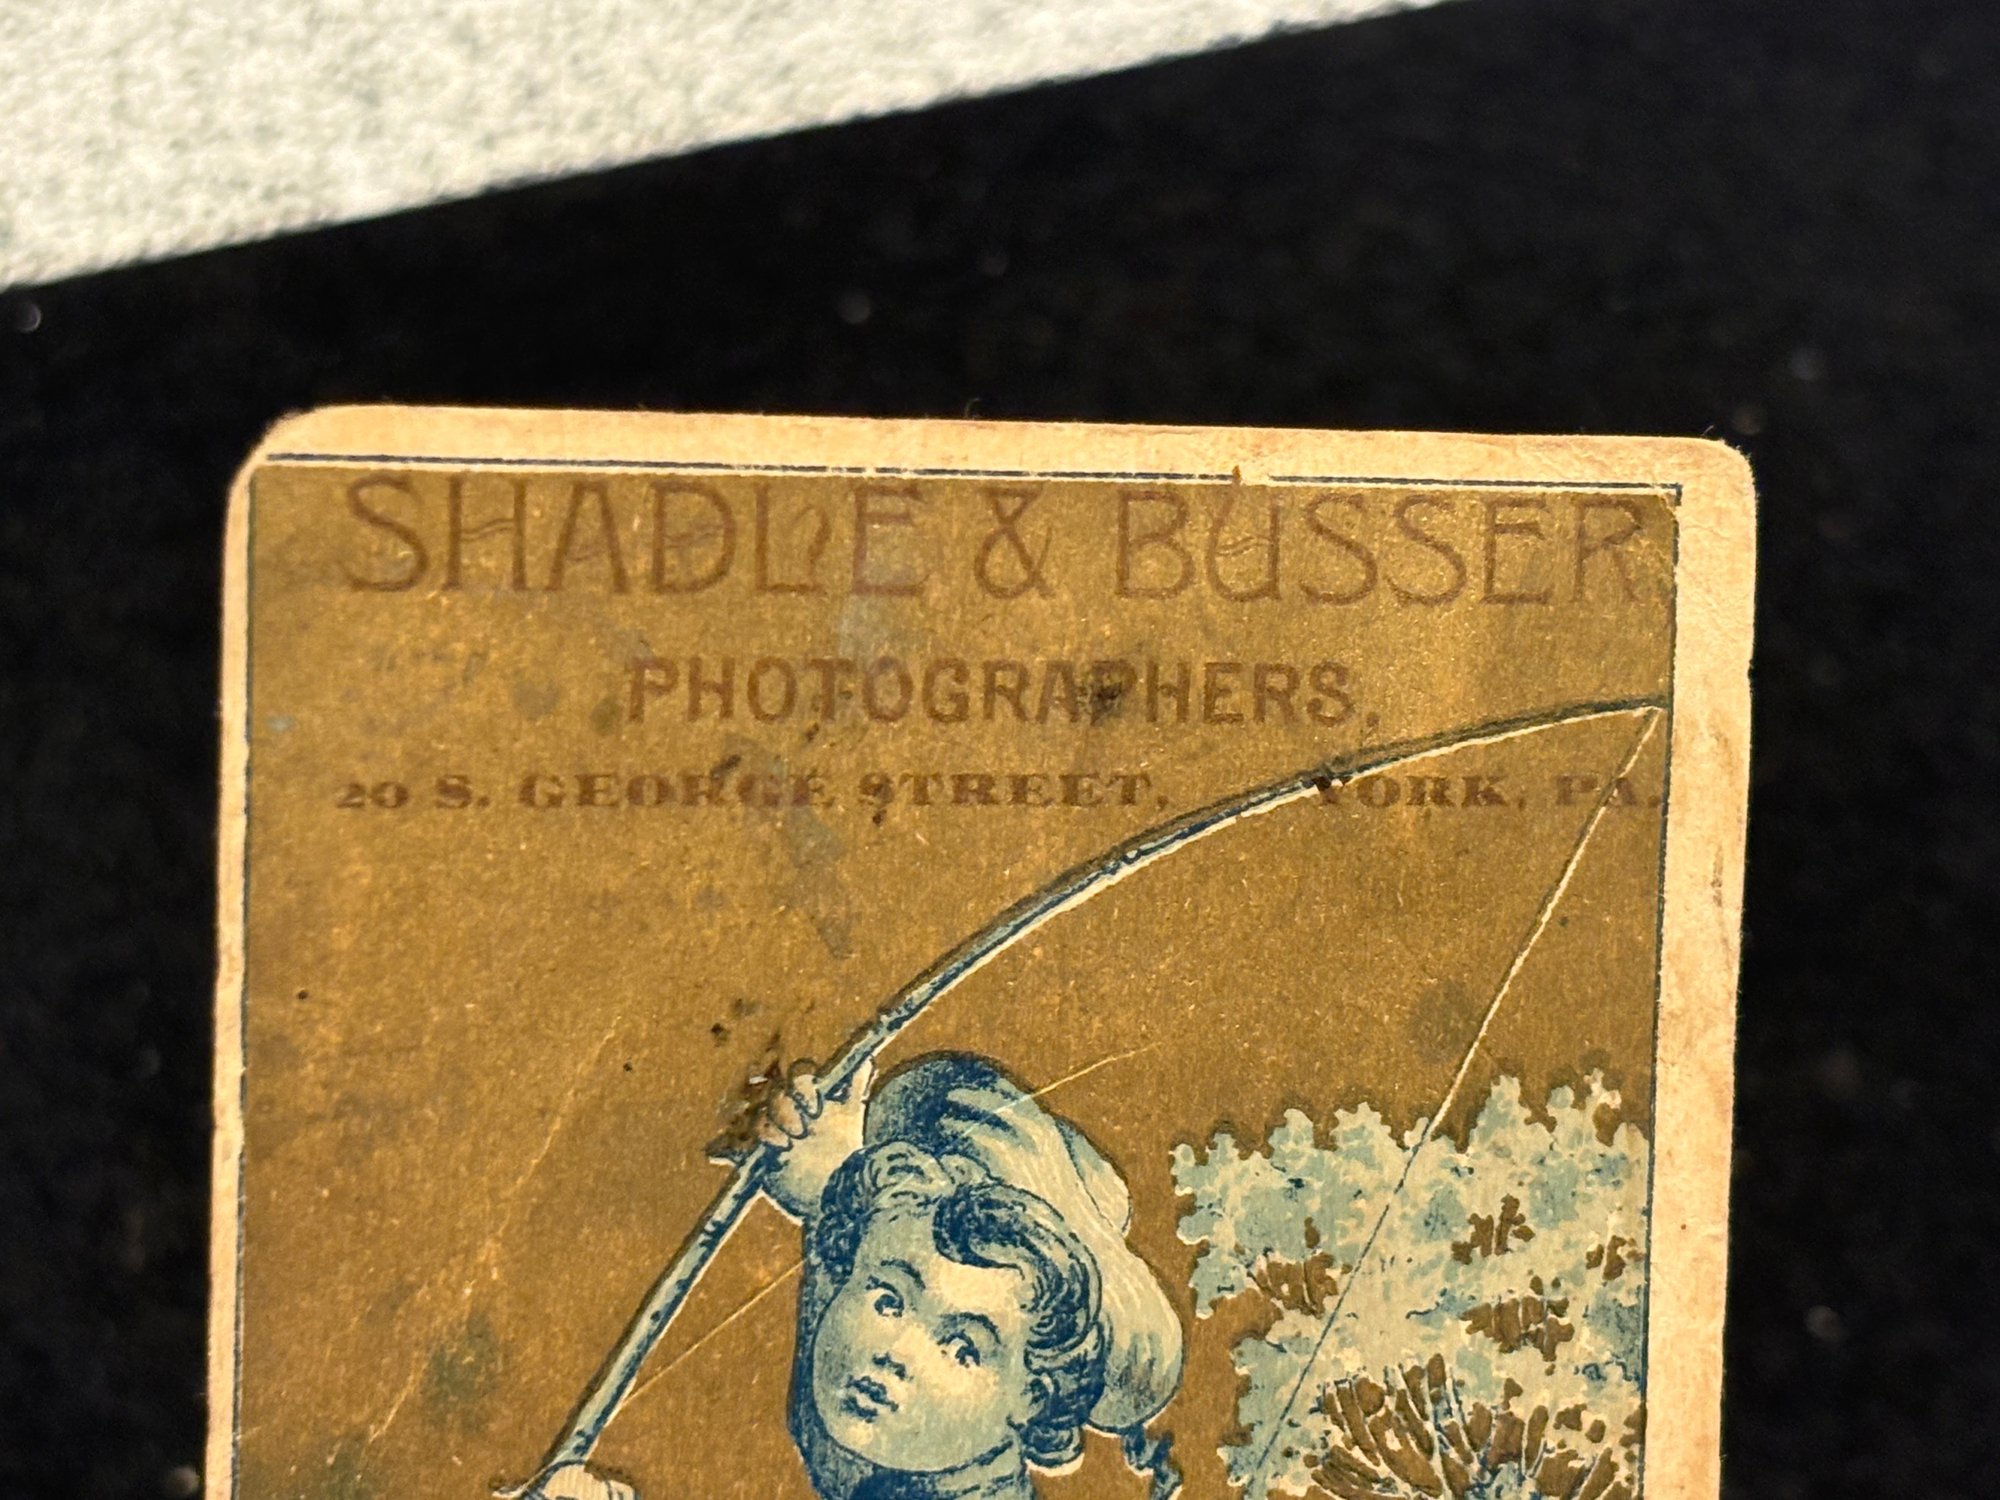 SHADLE & BUSSER
PHOTOGRAPHERS,
20 S. GEORGE STREET, YORK, PA.